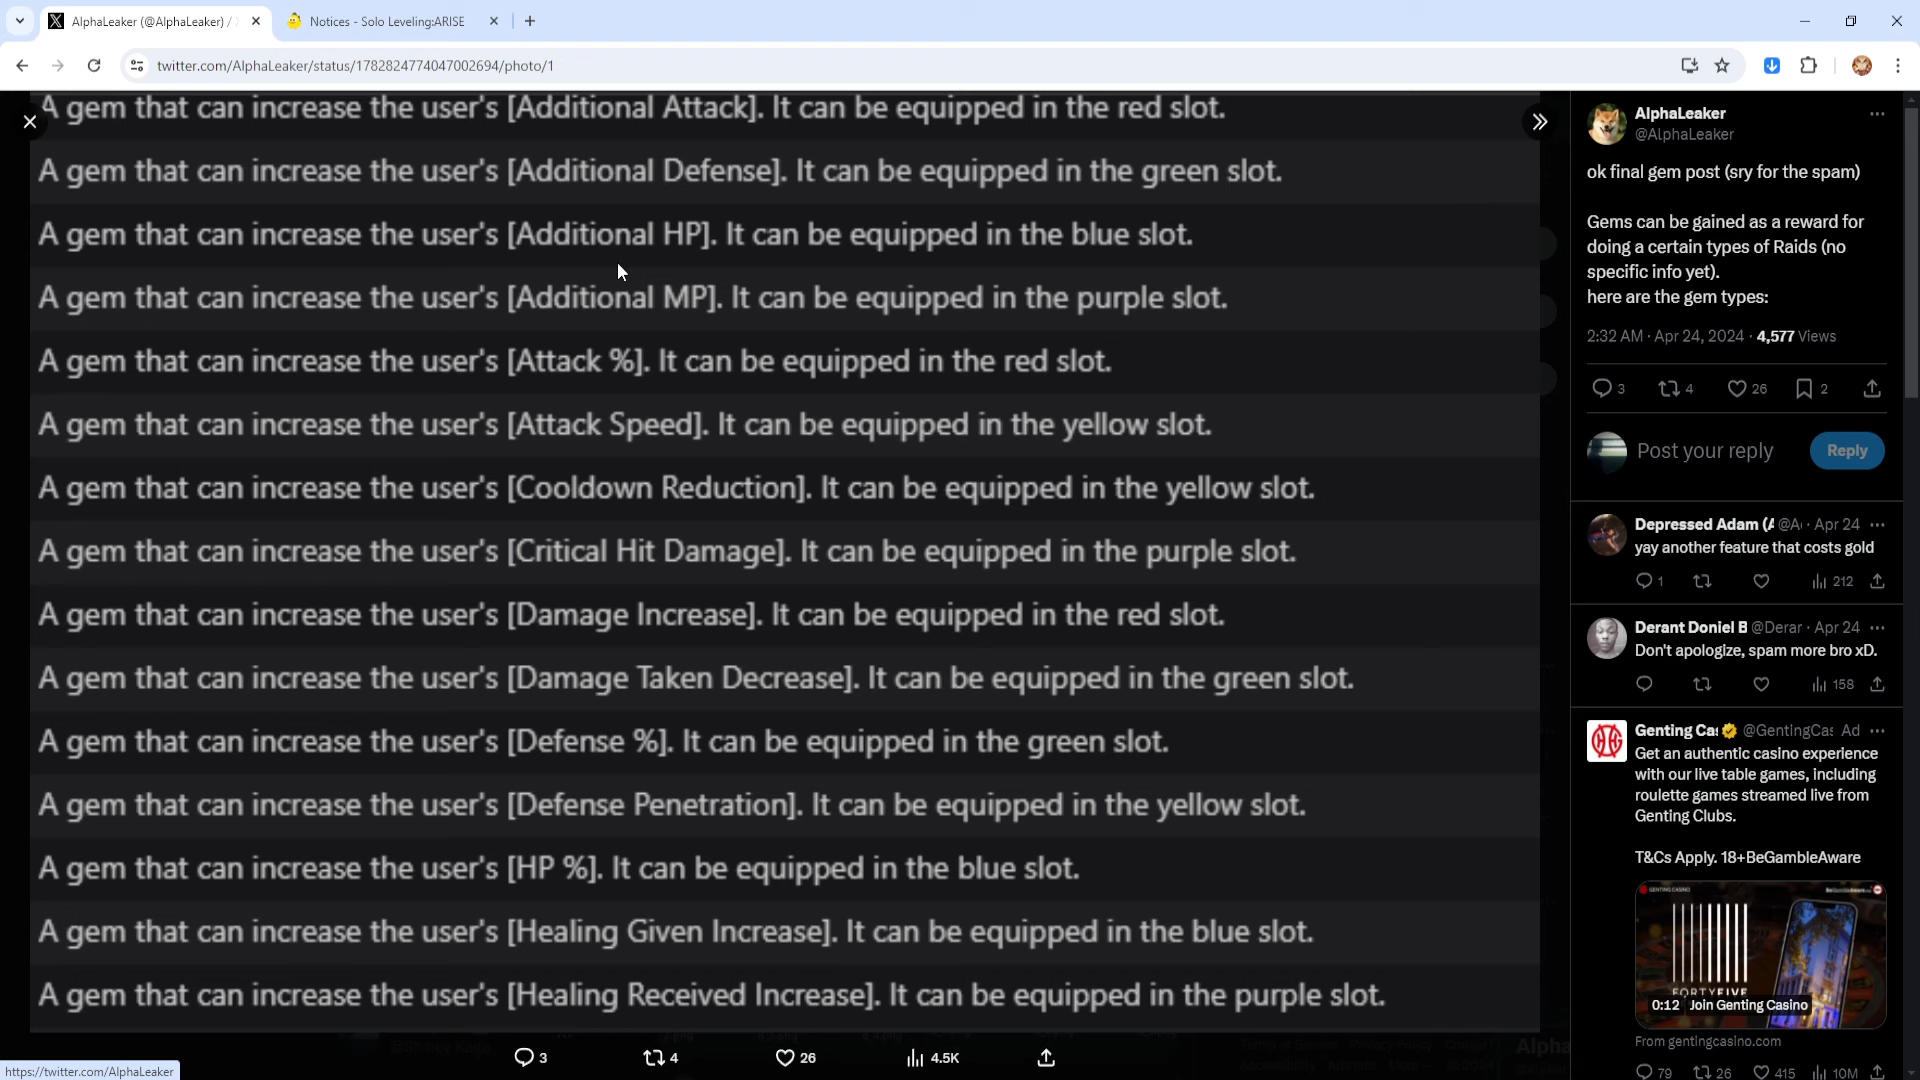 AlphaLeaker (@AlphaLeaker) /
Notices - Solo Leveling:ARISE
twitter.com/AlphaLeaker/status/1782824774047002694/photo/1
A gem that can increase the user's [Additional Attack]. It can be equipped in the red slot.
A gem that can increase the user's [Additional Defense]. It can be equipped in the green slot.
A gem that can increase the user's [Additional HP]. It can be equipped in the blue slot.
A gem that can increase the user's [Additional MP]. It can be equipped in the purple slot.
A gem that can increase the user's [Attack %]. It can be equipped in the red slot.
A gem that can increase the user's [Attack Speed]. It can be equipped in the yellow slot.
A gem that can increase the user's [Cooldown Reduction]. It can be equipped in the yellow slot.
A gem that can increase the user's [Critical Hit Damage]. It can be equipped in the purple slot.
A gem that can increase the user's [Damage Increase]. It can be equipped in the red slot.
A gem that can increase the user's [Damage Taken Decrease]. It can be equipped in the green slot.
A gem that can increase the user's [Defense %]. It can be equipped in the green slot.
A gem that can increase the user's [Defense Penetration]. It can be equipped in the yellow slot.
A gem that can increase the user's [HP %]. It can be equipped in the blue slot.
A gem that can increase the user's [Healing Given Increase]. It can be equipped in the blue slot.
A gem that can increase the user's [Healing Received Increase]. It can be equipped in the purple slot.
3 4 26 4.5K
https://twitter.com/AlphaLeaker
AlphaLeaker
@AlphaLeaker
ok final gem post (sry for the spam)
Gems can be gained as a reward for
doing a certain types of Raids (no
specific info yet).
here are the gem types:
2:32 AM · Apr 24, 2024 · 4,577 Views
3 4 26 2
Post your reply
Reply
Depressed Adam (A @A( · Apr 24
yay another feature that costs gold
1 212
Derant Doniel B @Derar · Apr 24
Don't apologize, spam more bro xD.
158
Genting Ca @GentingCas Ad
Get an authentic casino experience
with our live table games, including
roulette games streamed live from
Genting Clubs.
T&Cs Apply. 18+BeGambleAware
GENTING CASINO
FORTYFIVE
0:12 Join Genting Casino
From gentingcasino.com
79 26 415 10M